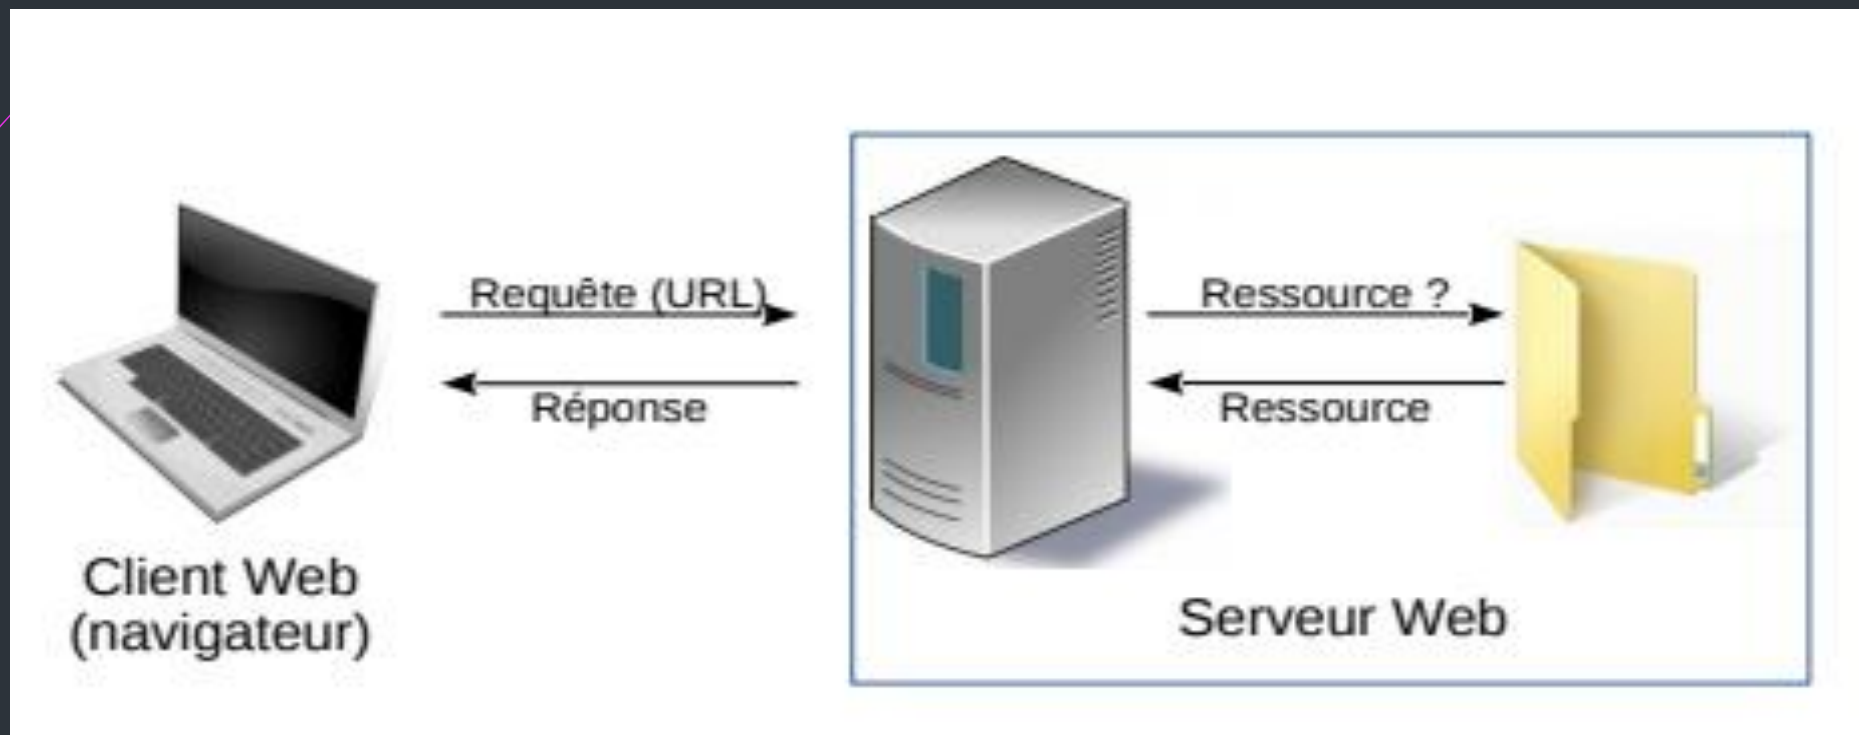 Requête (URL)
Réponse
Ressource ?
Ressource
Client Web
(navigateur)
Serveur Web